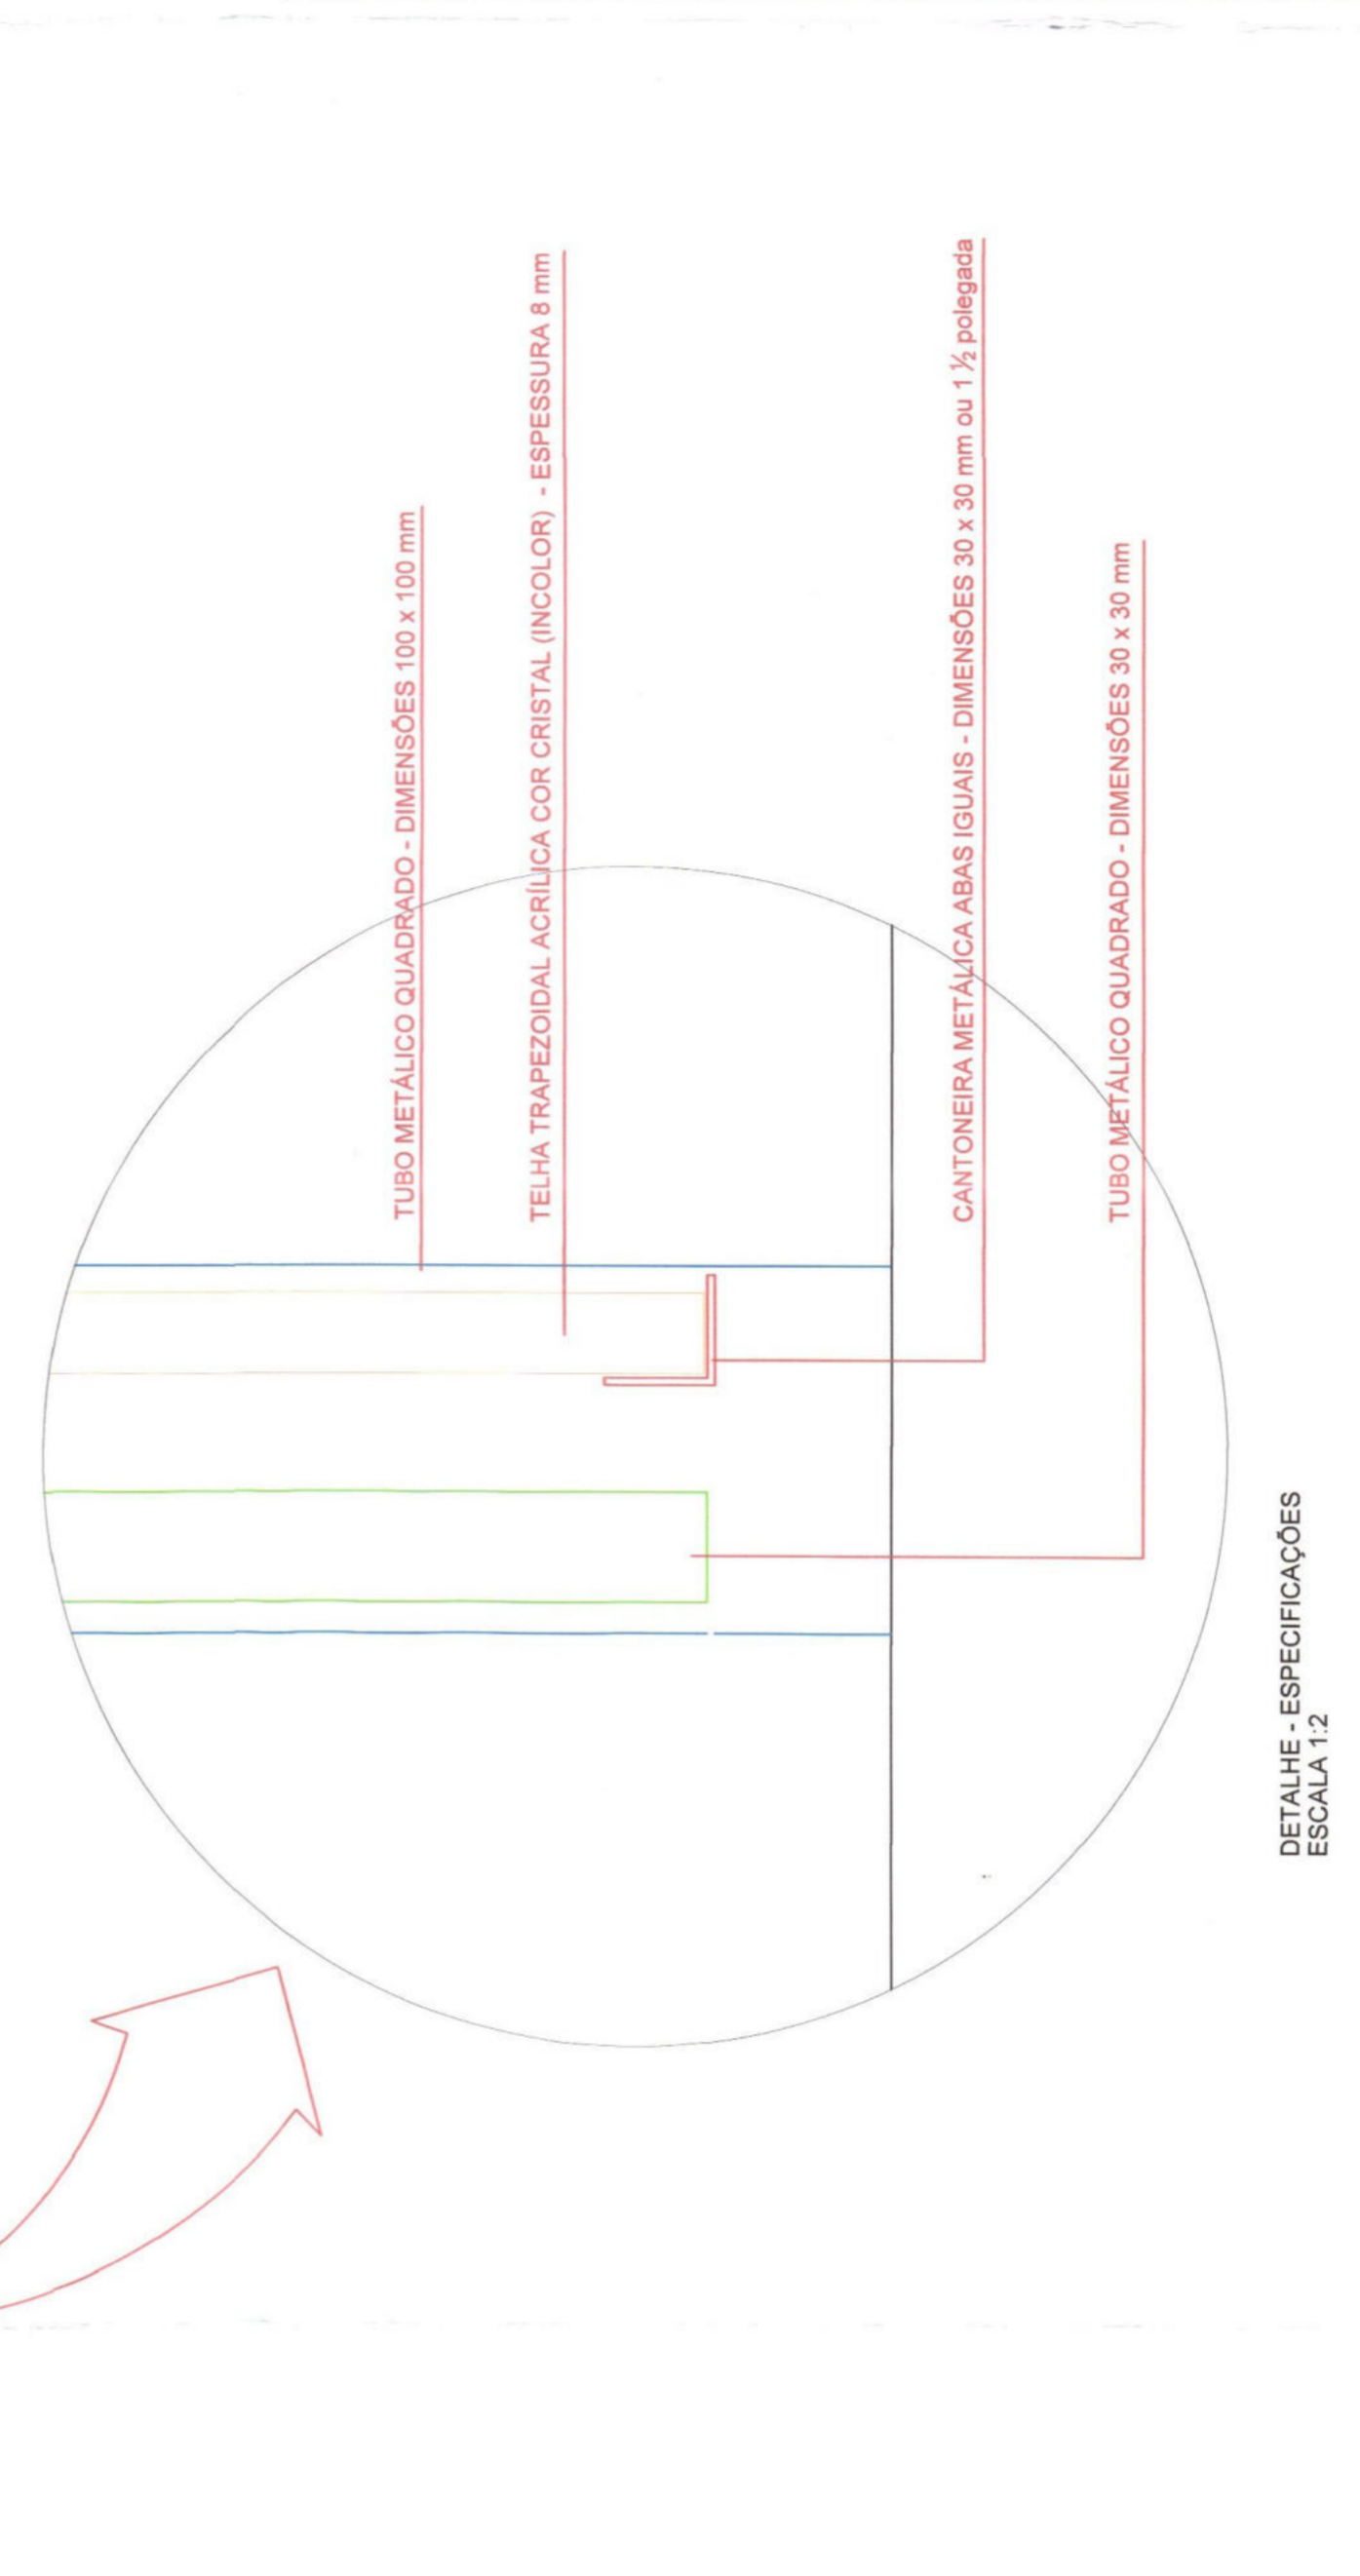 TUBO METÁLICO QUADRADO - DIMENSÕES 100 x 100 mm
TELHA TRAPEZOIDAL ACRÍLICA COR CRISTAL (INCOLOR) - ESPESSURA 8 mm
CANTONEIRA METÁLICA ABAS IGUAIS - DIMENSÕES 30 x 30 mm ou 1 ½ polegada
TUBO METÁLICO QUADRADO - DIMENSÕES 30 x 30 mm
DETALHE - ESPECIFICAÇÕES
ESCALA 1:2